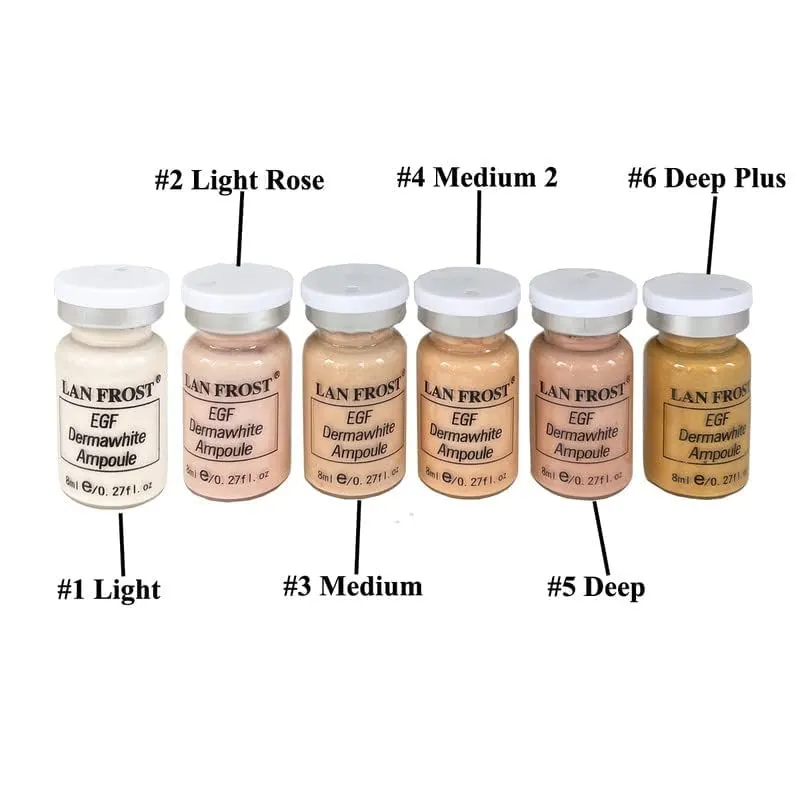 #2 Light Rose
#4 Medium 2
#6 Deep Plus
LAN FROST®
EGF
Dermawhite
Ampoule
8ml e/0.27fl.oz
LAN FROST®
EGF
Dermawhite
Ampoule
8ml e/0.27fl.oz
LAN FROST®
EGF
Dermawhite
Ampoule
8ml e/0.27fl.oz
LAN FROST®
EGF
Dermawhite
Ampoule
8ml e/0.27fl.oz
LAN FROST®
EGF
Dermawhite
Ampoule
8ml e/0.27fl.oz
LAN FROST
EGF
Dermawhite
Ampoule
8ml e/0.27fl.oz
#1 Light
#3 Medium
#5 Deep